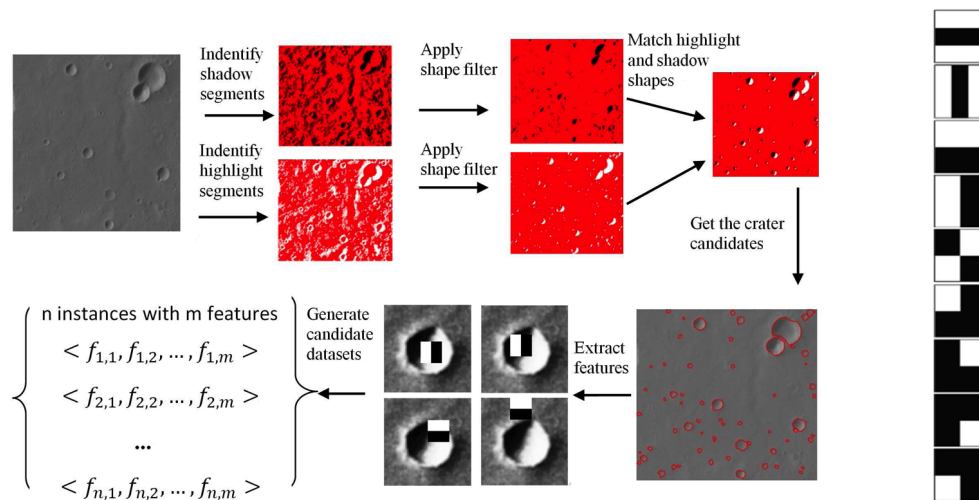 Indentify
shadow
segments
Apply
shape filter
Match highlight
and shadow
shapes
Indentify
highlight
segments
Apply
shape filter
Get the crater
candidates
n instances with m features
< f1,1, f1,2, ..., f1,m >
< f2,1, f2,2, ..., f2,m >
...
< fn,1, fn,2, ..., fn,m >
Generate
candidate
datasets
Extract
features